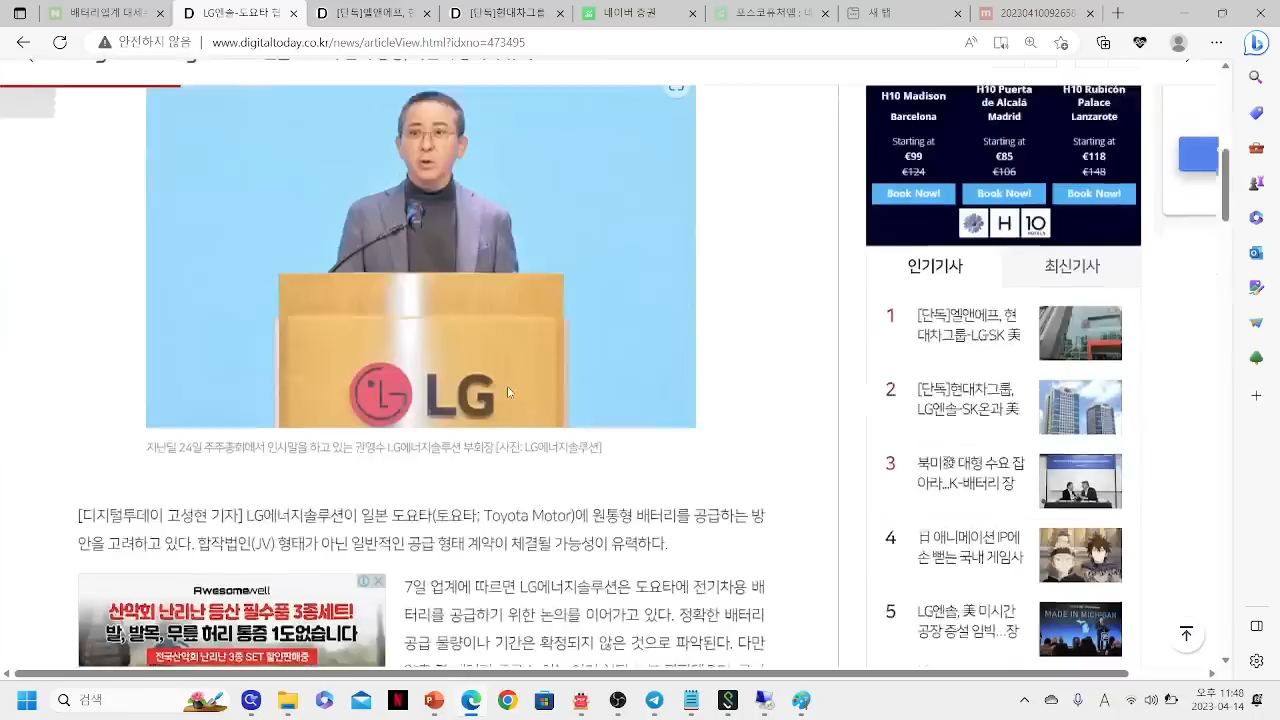 배터리업계 '테슬
[단독]엘앤에프, 현
[단독]현대차그룹
네이버 증권
포스코퓨처엠 : 네
새 탭
안전하지 않음
www.digitaltoday.co.kr/news/articleView.html?idxno=473495
H10 Madison
Barcelona
Starting at
€99
€124
Book Now!
H10 Puerta
de Alcalá
Madrid
Starting at
€85
€106
Book Now!
H10 Rubicón
Palace
Lanzarote
Starting at
€118
€148
Book Now!
H
10
HOTELS
LG
지난달 24일 주주총회에서 인사말을 하고 있는 권영수 LG에너지솔루션 부회장 [사진: LG에너지솔루션]
[디지털투데이 고성현 기자] LG에너지솔루션이 일본 도요타(토요타; Toyota Motor)에 원통형 배터리를 공급하는 방
안을 고려하고 있다. 합작법인(JV) 형태가 아닌 일반적인 공급 형태 계약이 체결될 가능성이 유력하다.
Awesomewell
산악회 난리난 등산 필수품 3종세트!
발, 발목, 무릎 허리 통증 1도없습니다
전국산악회 난리난 3종 SET 할인판매중
7일 업계에 따르면 LG에너지솔루션은 도요타에 전기차용 배
터리를 공급하기 위한 논의를 이어가고 있다. 정확한 배터리
공급 물량이나 기간은 확정되지 않은 것으로 파악된다. 다만
인기기사
최신기사
1 [단독]엘앤에프, 현
대차그룹-LG·SK 美
2 [단독]현대차그룹,
LG엔솔-SK온과 美
3 북미發 대형 수요 잡
아라...K-배터리 장
4 日 애니메이션 IP에
손 뻗는 국내 게임사
5 LG엔솔, 美 미시간
공장 증설 임박...장
MADE IN MICHIGAN
검색
2023-04-14